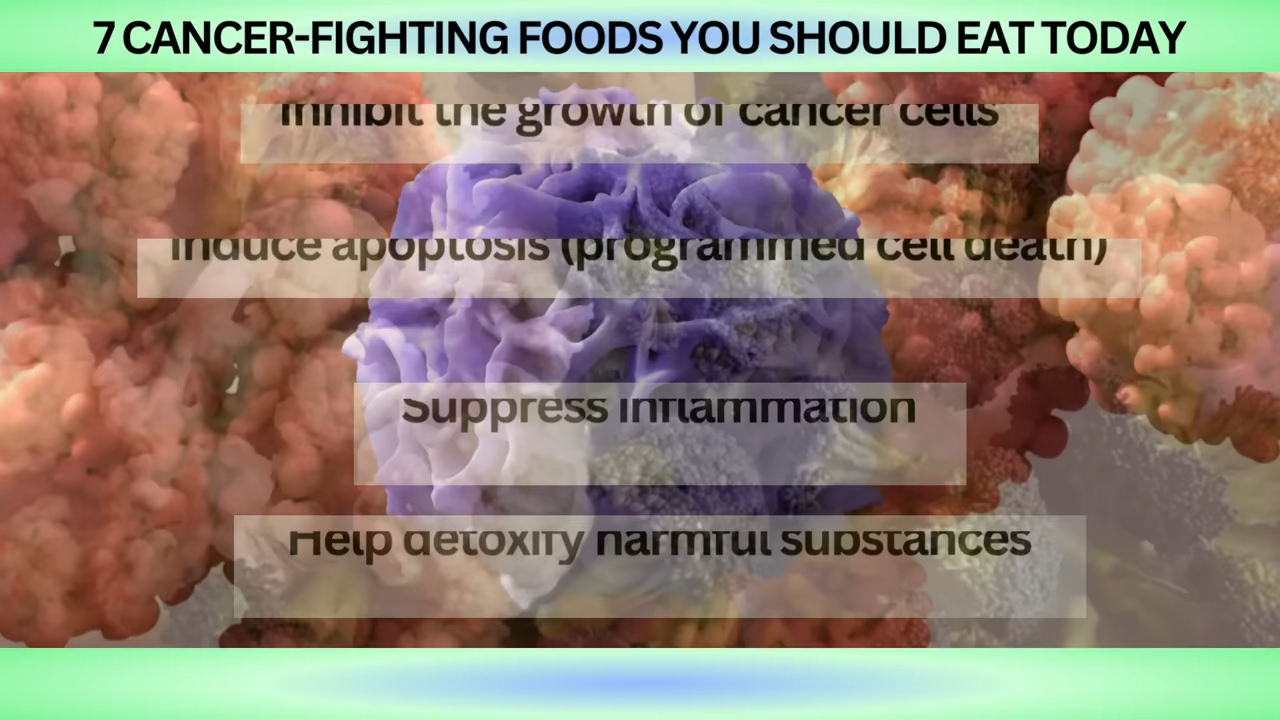 7 CANCER-FIGHTING FOODS YOU SHOULD EAT TODAY
Inhibit the growth of cancer cells
Induce apoptosis (programmed cell death)
Suppress inflammation
Help detoxify harmful substances